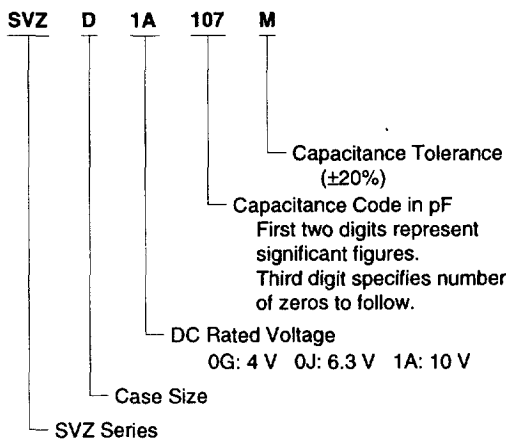 SVZ D 1A 107 M
Capacitance Tolerance
(±20%)
Capacitance Code in pF
First two digits represent
significant figures.
Third digit specifies number
of zeros to follow.
DC Rated Voltage
0G: 4 V 0J: 6.3 V 1A: 10 V
Case Size
SVZ Series